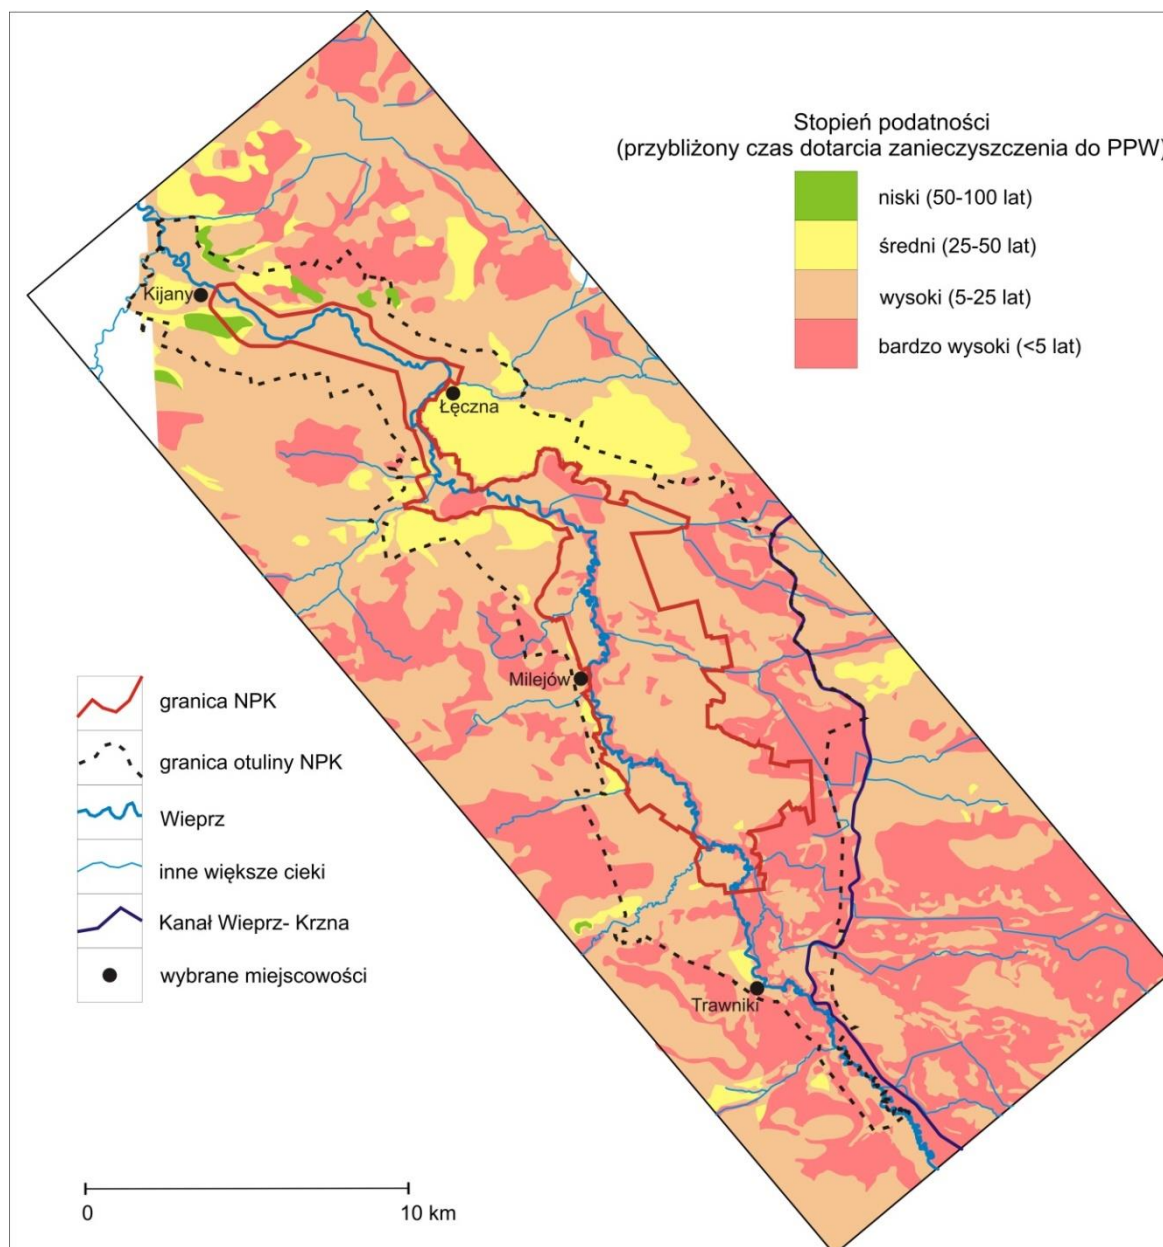 Stopień podatności
(przybliżony czas dotarcia zanieczyszczenia do PPW)
niski (50-100 lat)
średni (25-50 lat)
wysoki (5-25 lat)
bardzo wysoki (<5 lat)
Kijany
Łęczna
Milejów
Trawniki
granica NPK
granica otuliny NPK
Wieprz
inne większe cieki
Kanał Wieprz- Krzna
wybrane miejscowości
0
10 km